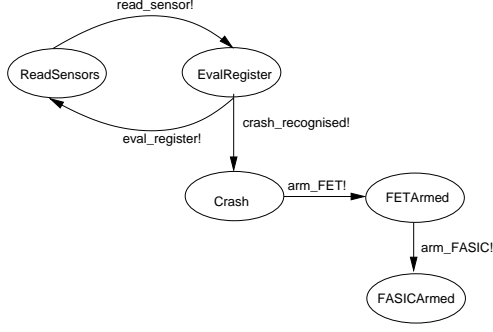 read_sensor!
ReadSensors
EvalRegister
crash_recognised!
eval_register!
arm_FET!
Crash
FETArmed
arm_FASIC!
FASICArmed